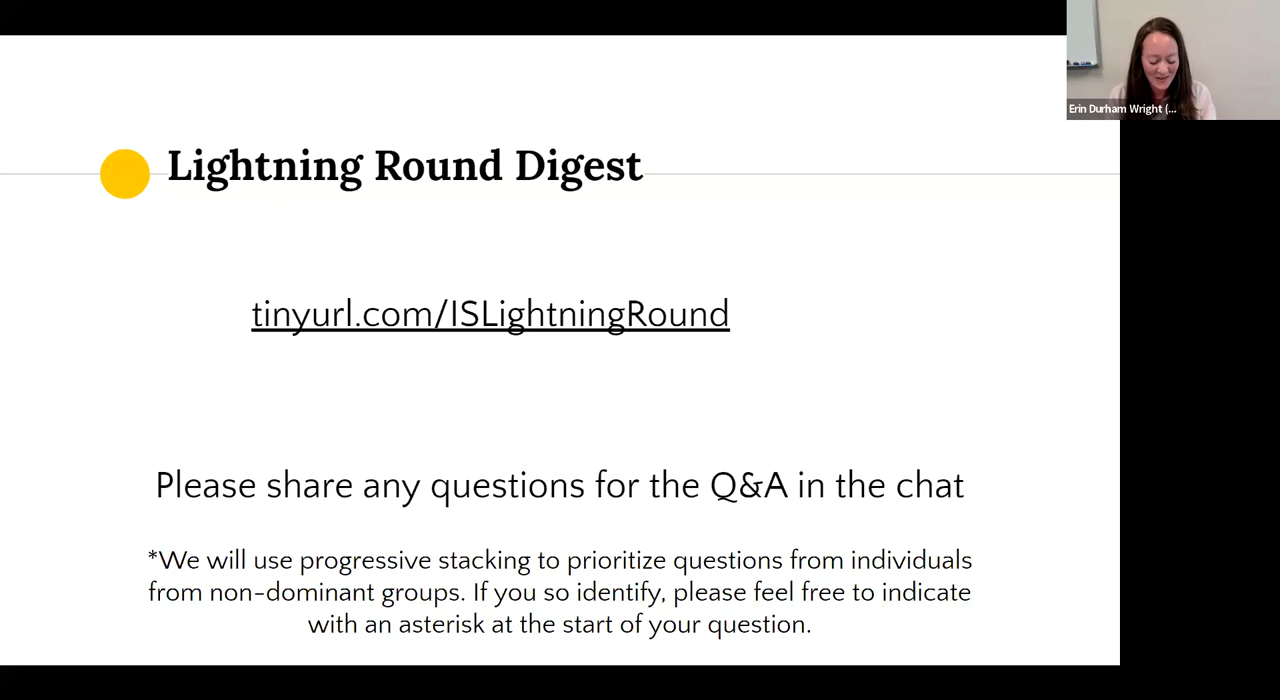 Erin Durham Wright (...
Lightning Round Digest
tinyurl.com/ISLightningRound
Please share any questions for the Q&A in the chat
*We will use progressive stacking to prioritize questions from individuals
from non-dominant groups. If you so identify, please feel free to indicate
with an asterisk at the start of your question.